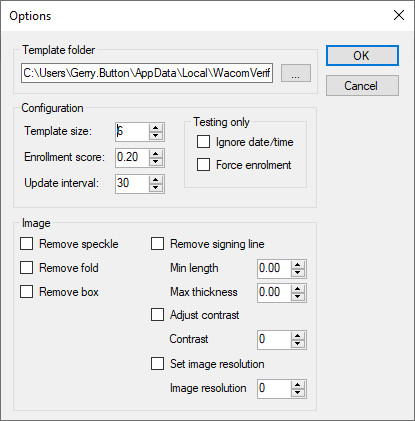 Options
Template folder
C:\Users\Gerry.Button\AppData\Local\WacomVerif
...
OK
Cancel
Configuration
Template size: 6
Enrollment score: 0.20
Update interval: 30
Testing only
Ignore date/time
Force enrolment
Image
Remove speckle
Remove fold
Remove box
Remove signing line
Min length 0.00
Max thickness 0.00
Adjust contrast
Contrast 0
Set image resolution
Image resolution 0